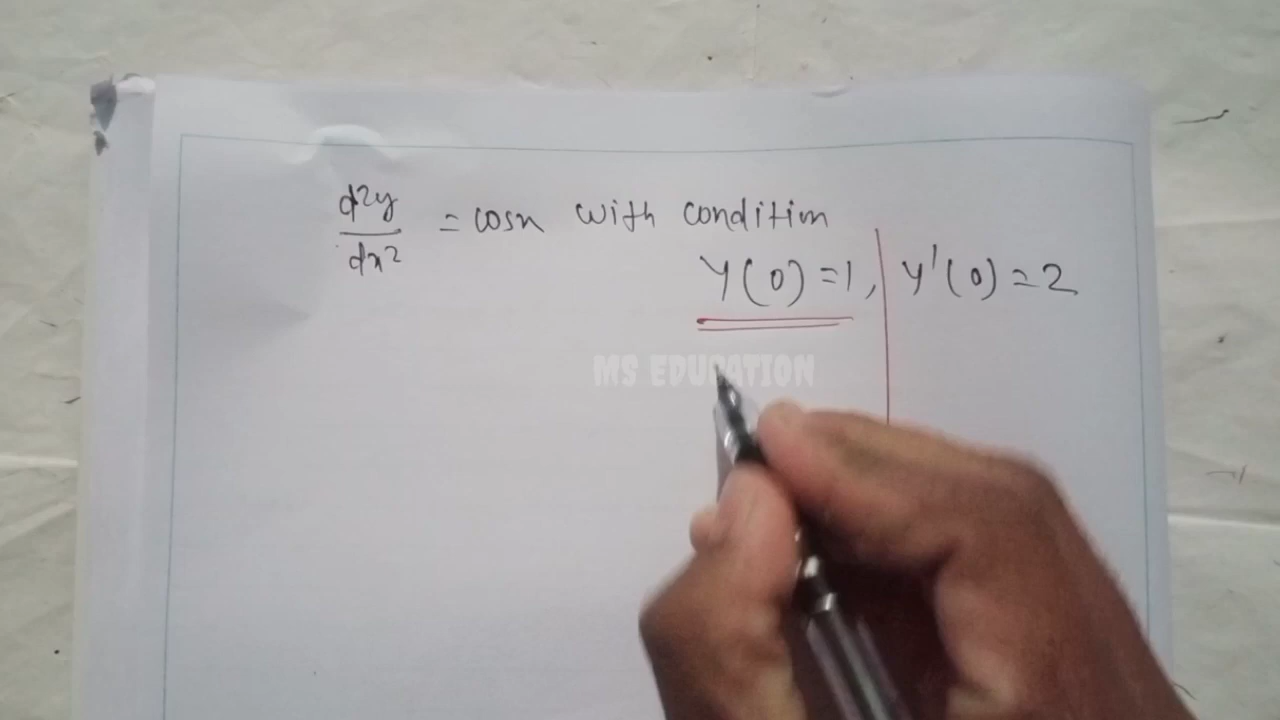 d²y/dx² = cosx with condition
y(0)=1, y'(0)=2
MS EDUCATION